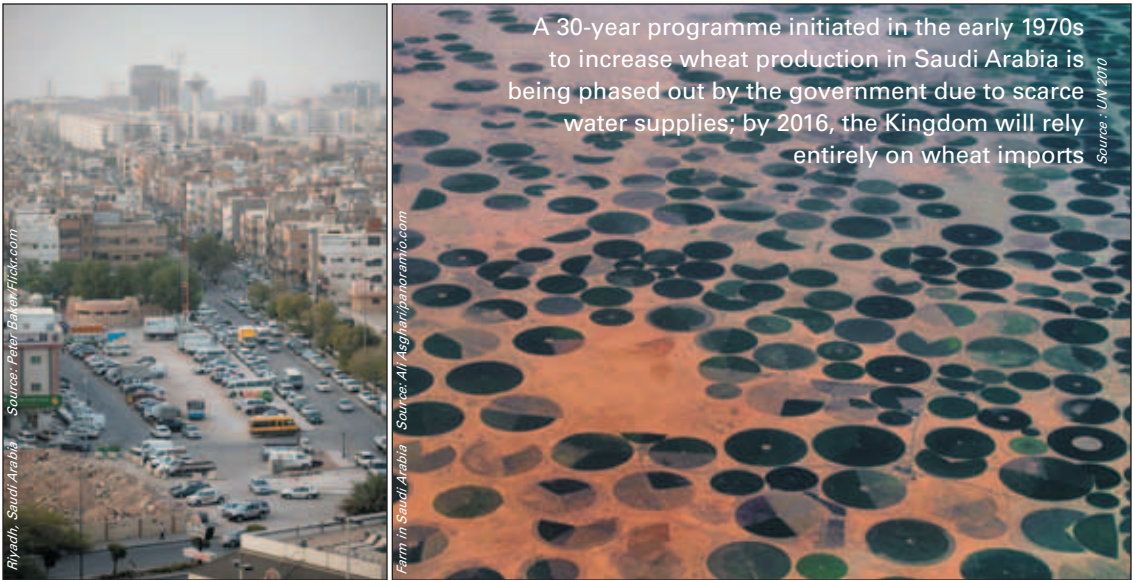 A 30-year programme initiated in the early 1970s
to increase wheat production in Saudi Arabia is
being phased out by the government due to scarce
water supplies; by 2016, the Kingdom will rely
entirely on wheat imports
Source : UN 2010
Riyadh, Saudi Arabia Source: Peter Baker/Flickr.com
Farm in Saudi Arabia Source: Ali Asghari/panoramio.com